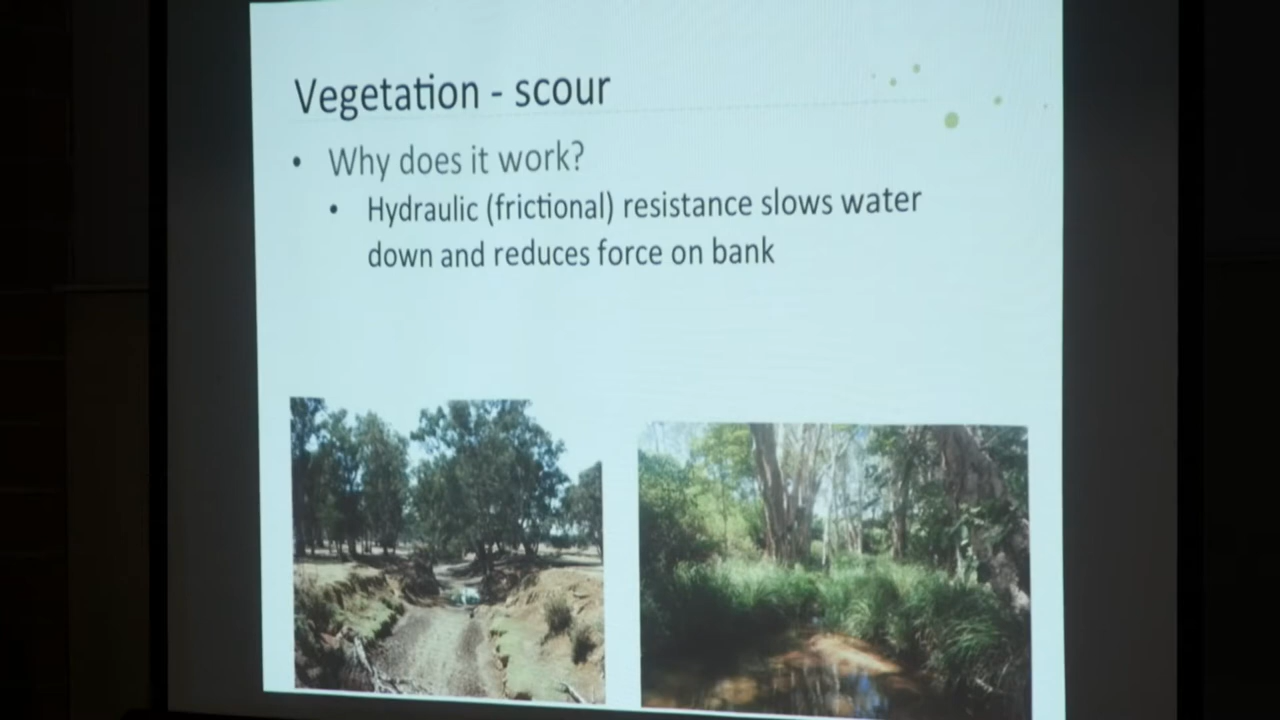 Vegetation - scour
• Why does it work?
• Hydraulic (frictional) resistance slows water
down and reduces force on bank